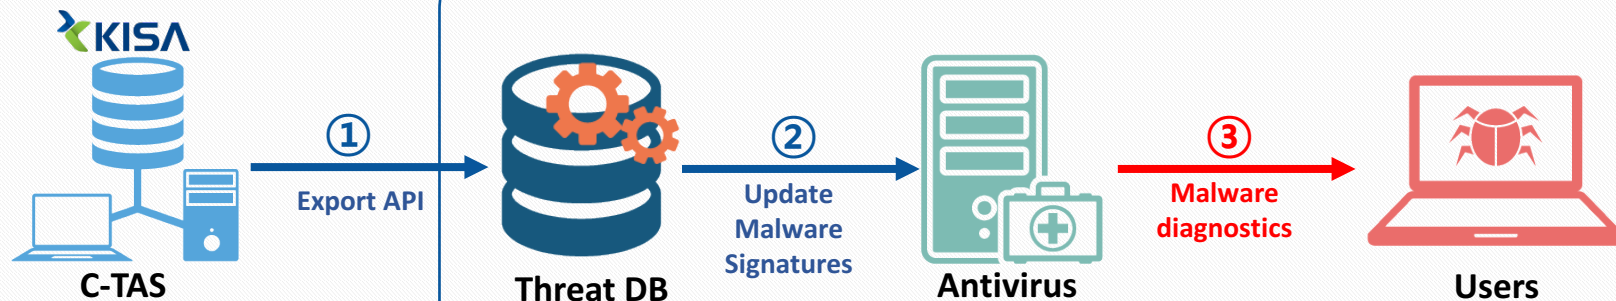 KISA
①
Export API
C-TAS
Threat DB
②
Update
Malware
Signatures
Antivirus
③
Malware
diagnostics
Users